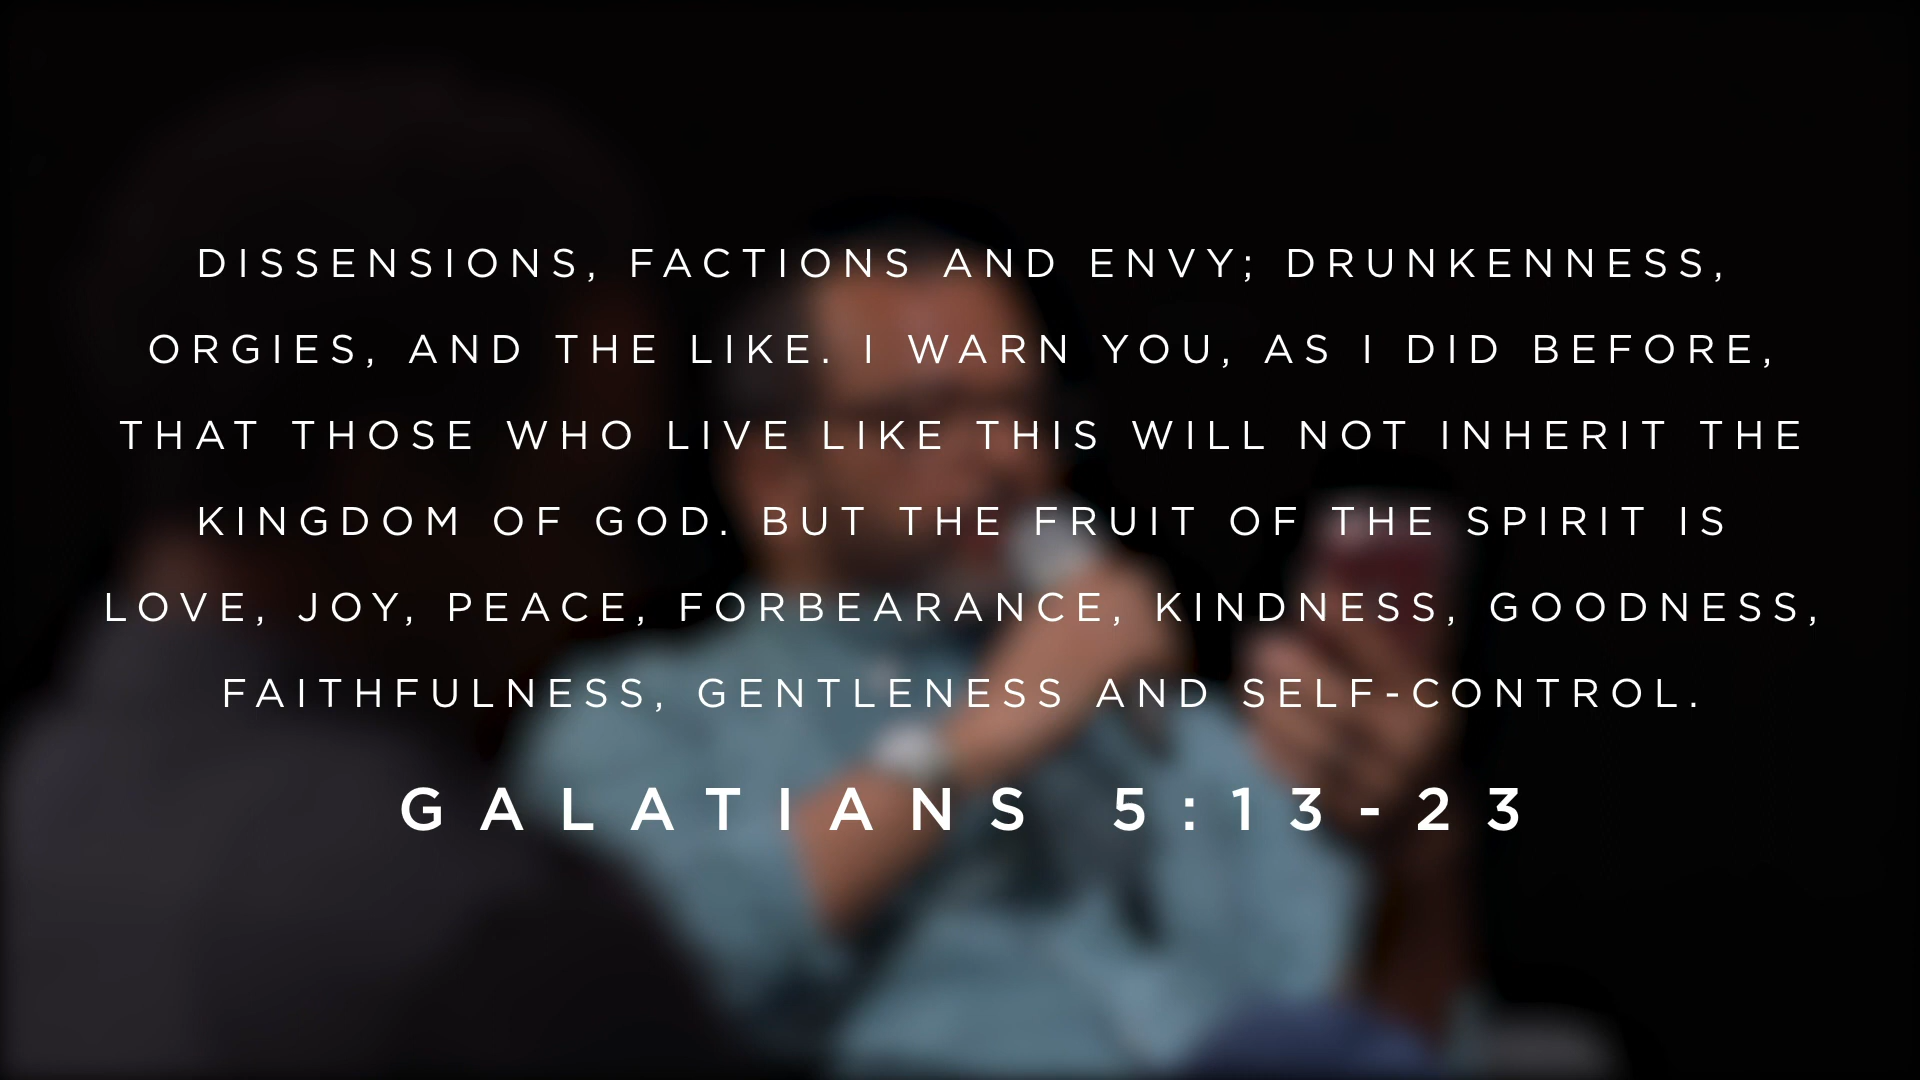 DISSENSIONS, FACTIONS AND ENVY; DRUNKENNESS,
ORGIES, AND THE LIKE. I WARN YOU, AS I DID BEFORE,
THAT THOSE WHO LIVE LIKE THIS WILL NOT INHERIT THE
KINGDOM OF GOD. BUT THE FRUIT OF THE SPIRIT IS
LOVE, JOY, PEACE, FORBEARANCE, KINDNESS, GOODNESS,
FAITHFULNESS, GENTLENESS AND SELF-CONTROL.
GALATIANS 5:13-23